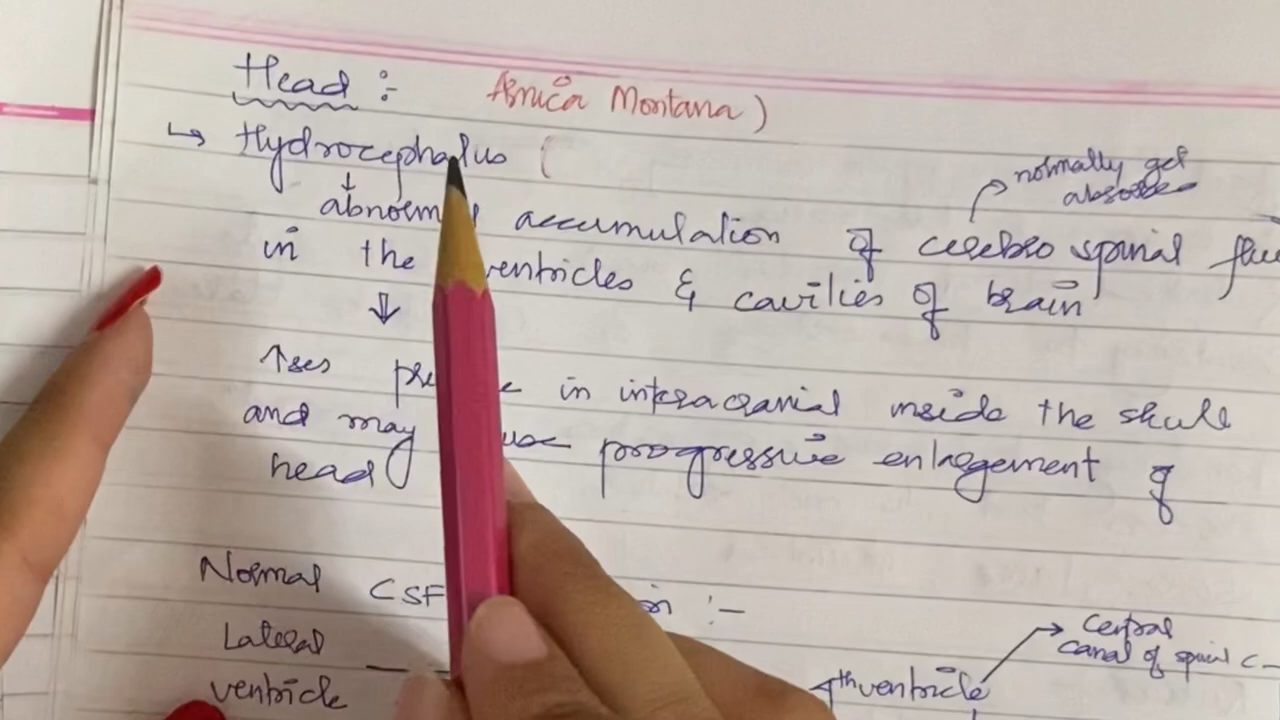 Head :- Arnica Montana )
↳ Hydrocephalus (
normally get
absorbs
↓
abnorm
accumulation of cerebro spinal
in the ventricles & cavities of brain
⇓
↑ses in intracranial inside the skull
and may progressive enlargement of
head
Normal CSF :-
Lateral
ventricle
4th ventricle
central
canal of spinal c